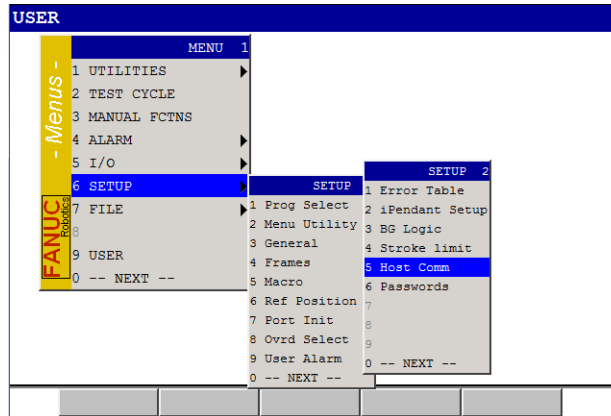 USER
- Menus -
FANUC
Robotics
MENU 1
1 UTILITIES
2 TEST CYCLE
3 MANUAL FCTNS
4 ALARM
5 I/O
6 SETUP
7 FILE
8
9 USER
0 -- NEXT --
SETUP
1 Prog Select
2 Menu Utility
3 General
4 Frames
5 Macro
6 Ref Position
7 Port Init
8 Ovrd Select
9 User Alarm
0 -- NEXT --
SETUP 2
1 Error Table
2 iPendant Setup
3 BG Logic
4 Stroke limit
5 Host Comm
6 Passwords
7
8
9
0 -- NEXT --